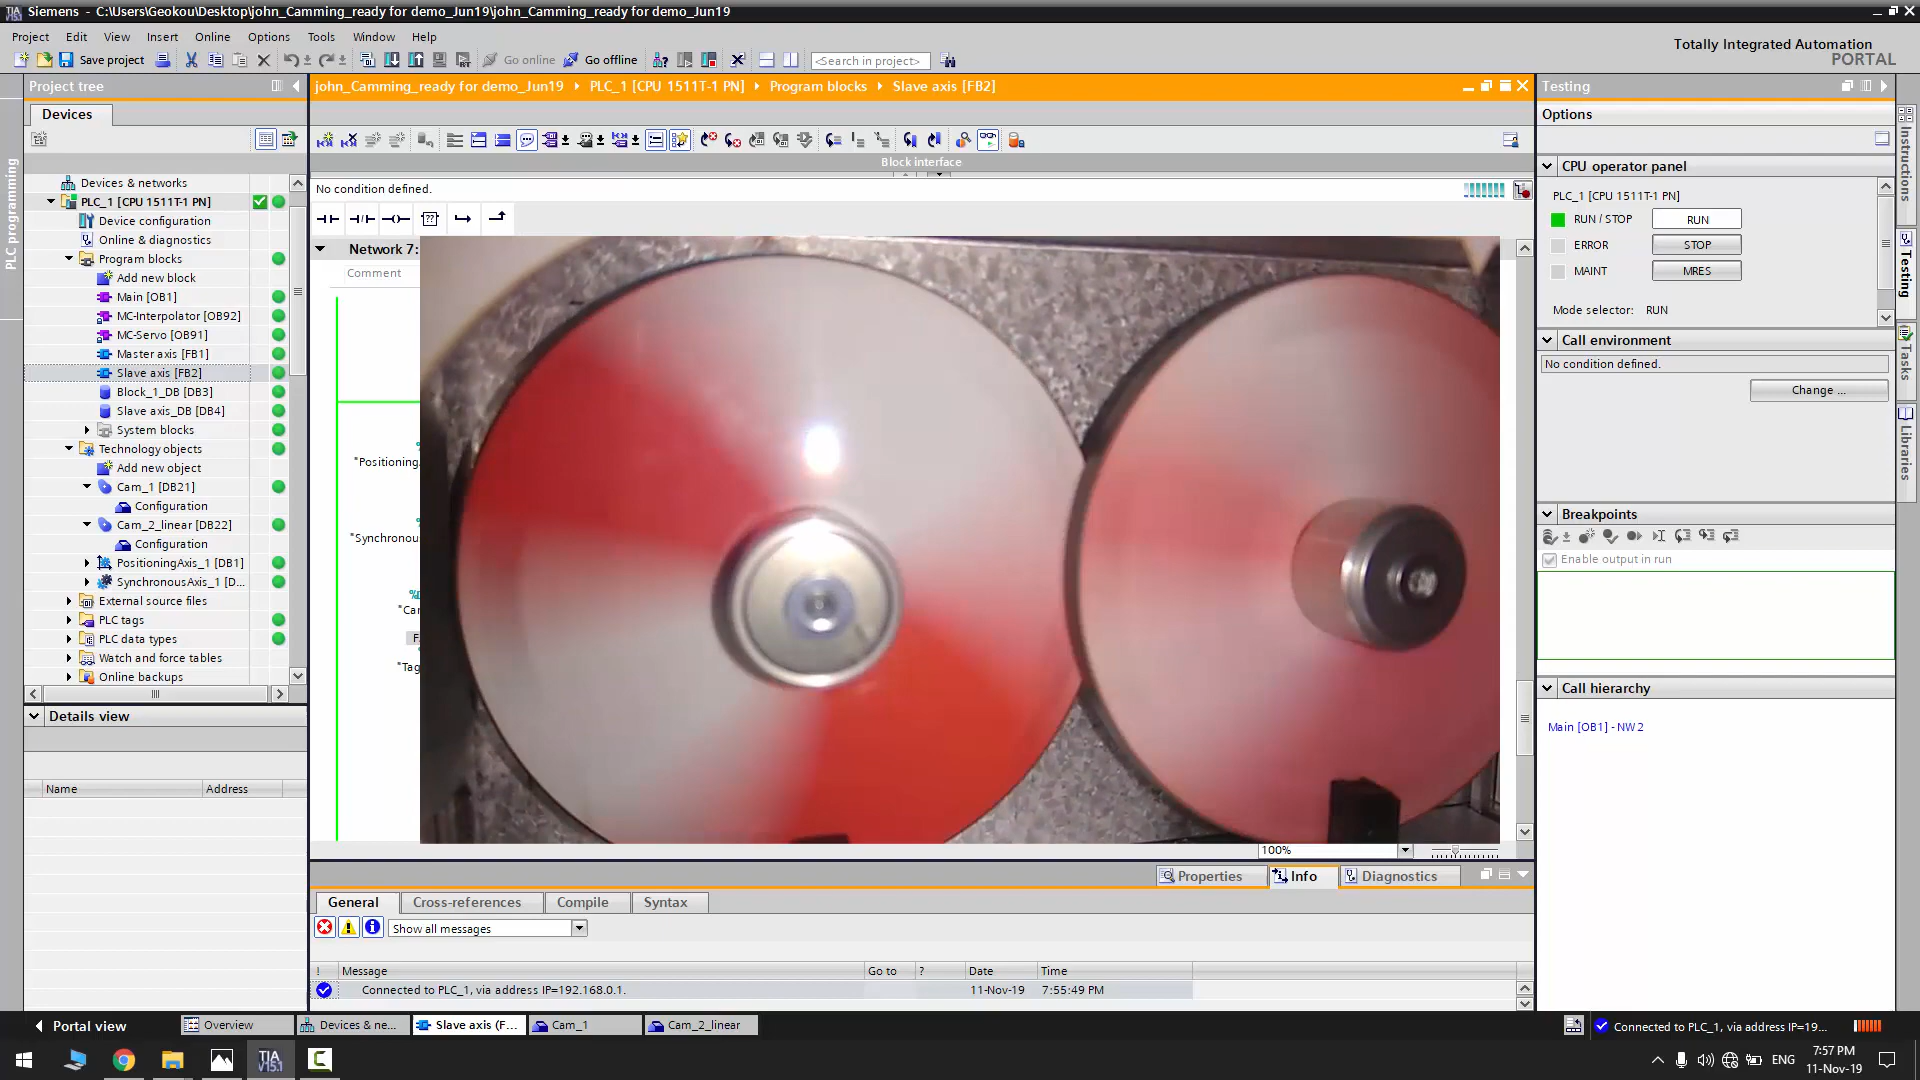 Siemens - C:\Users\Geokou\Desktop\john_Camming_ready for demo_Jun19\john_Camming_ready for demo_Jun19
Project Edit View Insert Online Options Tools Window Help
Totally Integrated Automation
PORTAL
Save project
Go online
Go offline
<Search in project>
Project tree
john_Camming_ready for demo_Jun19 PLC_1 [CPU 1511T-1 PN] Program blocks Slave axis [FB2]
Testing
Devices
Options
Block interface
PLC programming
No condition defined.
Devices & networks
PLC_1 [CPU 1511T-1 PN]
Device configuration
Online & diagnostics
Program blocks
Add new block
Main [OB1]
MC-Interpolator [OB92]
MC-Servo [OB91]
Master axis [FB1]
Slave axis [FB2]
Block_1_DB [DB3]
Slave axis_DB [DB4]
System blocks
Technology objects
Add new object
Cam_1 [DB21]
Configuration
Cam_2_linear [DB22]
Configuration
PositioningAxis_1 [DB1]
SynchronousAxis_1 [D...
External source files
PLC tags
PLC data types
Watch and force tables
Online backups
Network 7:
Comment
"Positioning
"Synchronous
"Car
"Tag
100%
CPU operator panel
PLC_1 [CPU 1511T-1 PN]
RUN / STOP RUN
ERROR STOP
MAINT MRES
Mode selector: RUN
Call environment
No condition defined.
Change ...
Breakpoints
Enable output in run
Call hierarchy
Main [OB1] - NW 2
Instructions
Testing
Tasks
Libraries
Details view
Name Address
Properties Info Diagnostics
General Cross-references Compile Syntax
Show all messages
! Message Go to ? Date Time
Connected to PLC_1, via address IP=192.168.0.1. 11-Nov-19 7:55:49 PM
Portal view
Overview
Devices & ne...
Slave axis (F...
Cam_1
Cam_2_linear
Connected to PLC_1, via address IP=19...
TIA
V15.1
ENG
7:57 PM
11-Nov-19